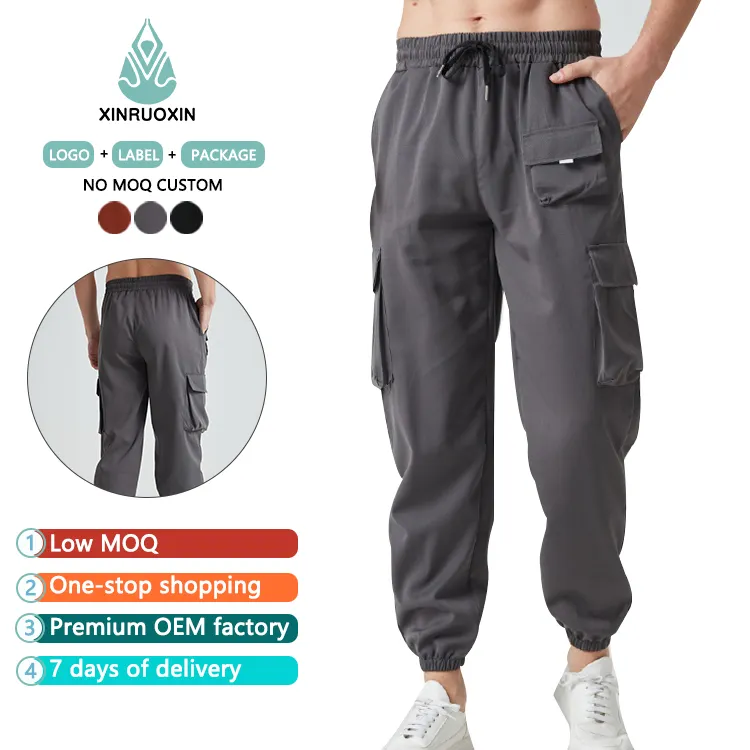 XINRUOXIN
LOGO + LABEL + PACKAGE
NO MOQ CUSTOM
1 Low MOQ
2 One-stop shopping
3 Premium OEM factory
4 7 days of delivery